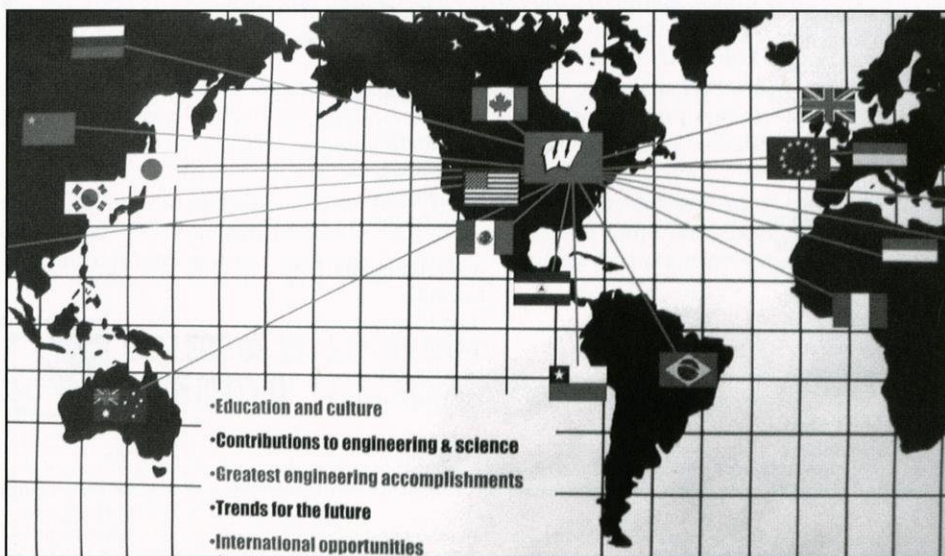 W
•Education and culture
•Contributions to engineering & science
•Greatest engineering accomplishments
•Trends for the future
•International opportunities